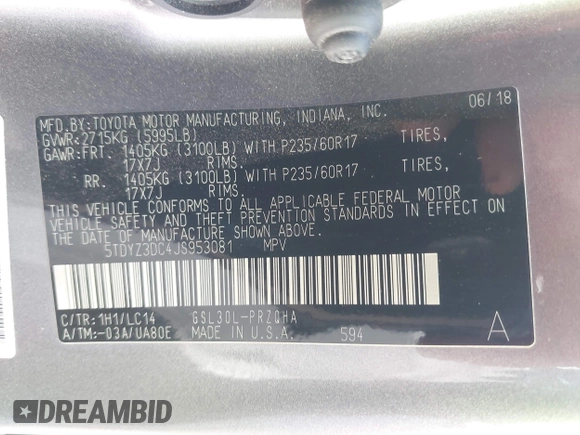 MFD.BY:TOYOTA MOTOR MANUFACTURING, INDIANA, INC. 06/18
GVWR:2715KG (5995LB)
GAWR:FRT. 1405KG (3100LB) WITH P235/60R17 TIRES,
17X7J RIMS,
RR. 1405KG (3100LB) WITH P235/60R17 TIRES,
17X7J RIMS.
THIS VEHICLE CONFORMS TO ALL APPLICABLE FEDERAL MOTOR
VEHICLE SAFETY AND THEFT PREVENTION STANDARDS IN EFFECT ON
THE DATE OF MANUFACTURE SHOWN ABOVE.
5TDYZ3DC4JS953081 MPV
C/TR: 1H1/LC14 GSL30L-PRZQHA
A/TM:-03A/UA80E MADE IN U.S.A. 594 A
DREAMBID